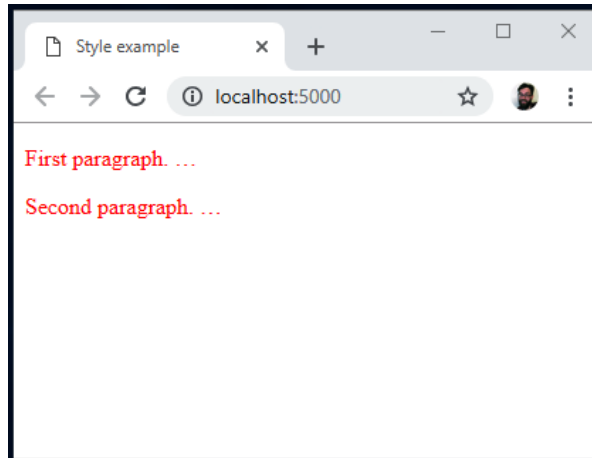 Style example
localhost:5000
First paragraph. …
Second paragraph. …